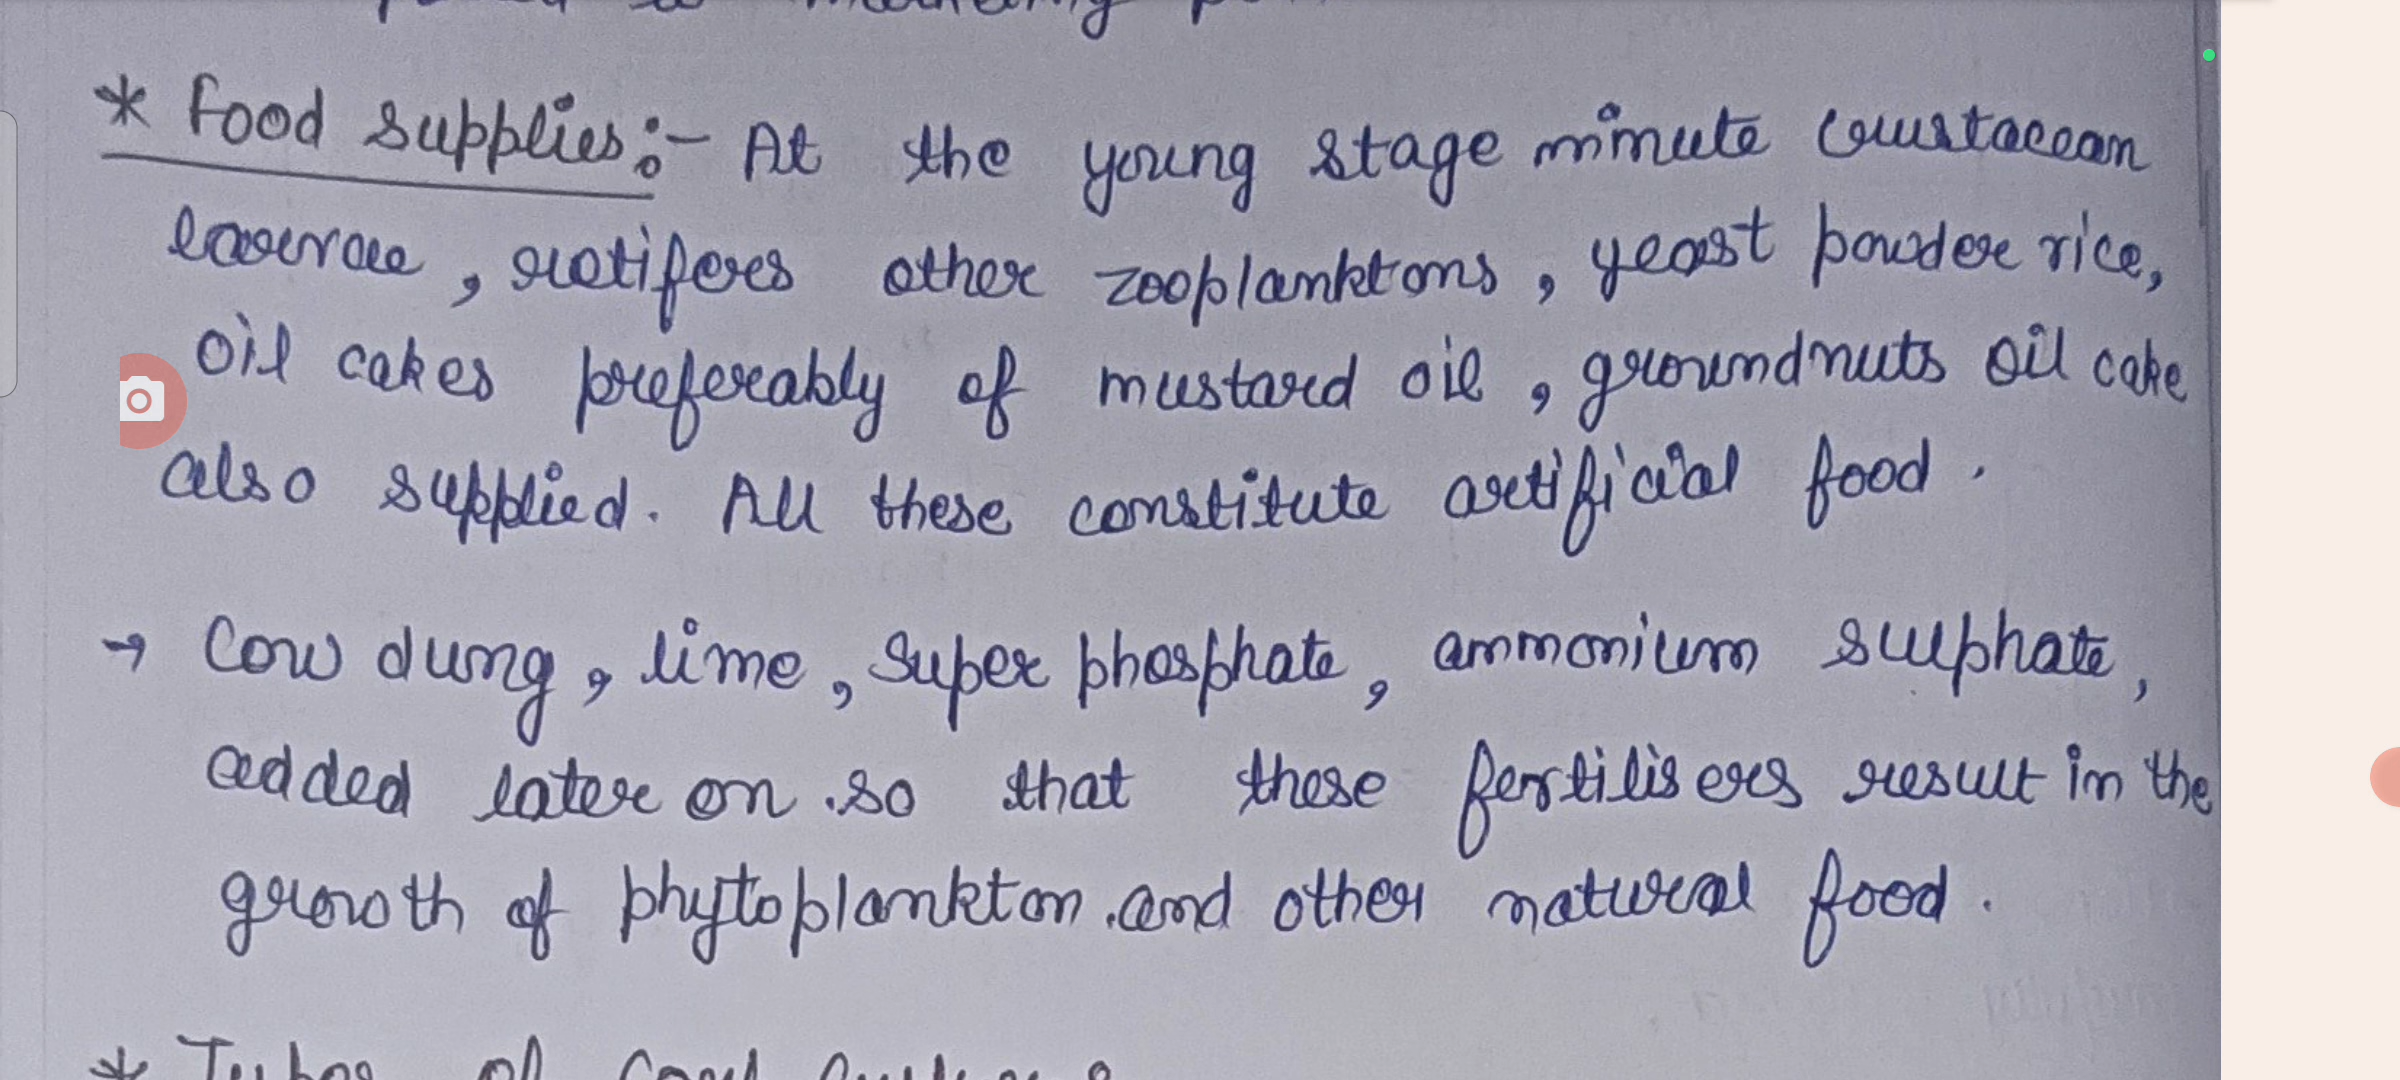 * Food supplies:- At the young stage minute crustacean
larvae, rotifers other zooplanktons, yeast powder rice,
oil cakes preferably of mustard oil, groundnuts oil cake
also supplied. All these constitute artificial food.
→ Cow dung, lime, Super phosphate, ammonium sulphate,
added later on .so that these fertilisers result in the
growth of phytoplankton .and other natural food.
* Types of